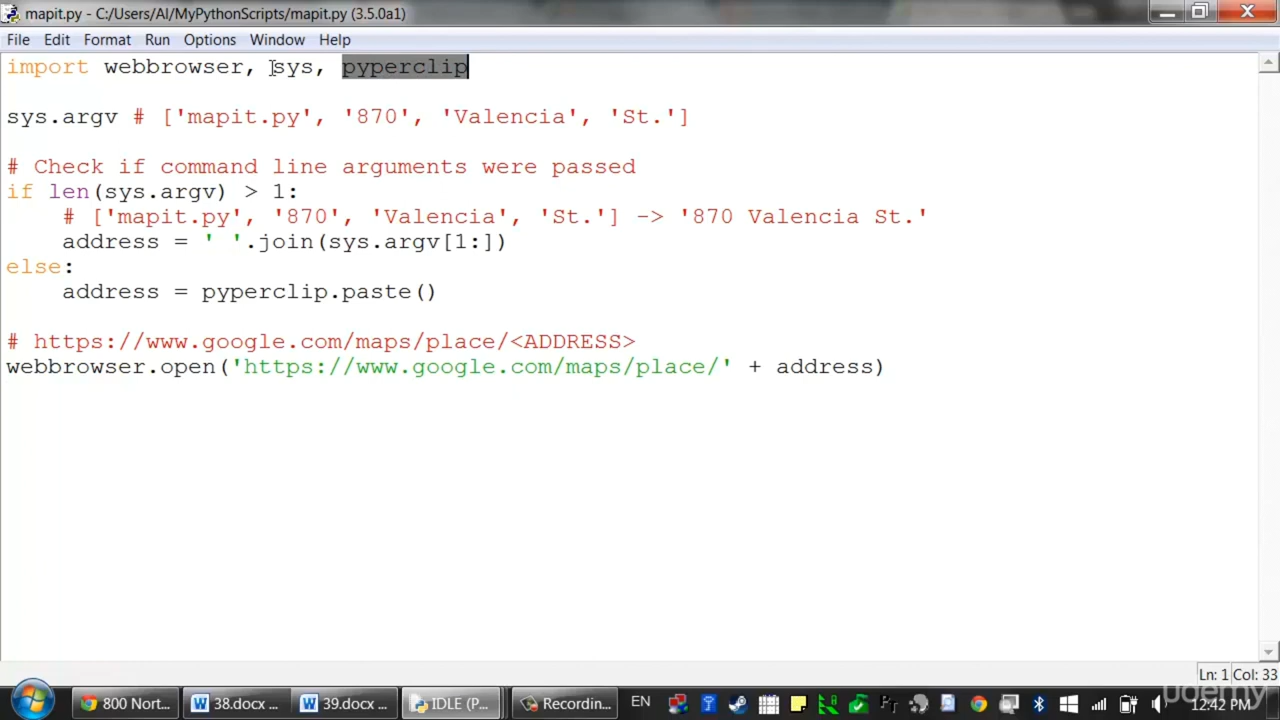 mapit.py - C:/Users/Al/MyPythonScripts/mapit.py (3.5.0a1)
File Edit Format Run Options Window Help
import webbrowser, sys, pyperclip
sys.argv # ['mapit.py', '870', 'Valencia', 'St.']
# Check if command line arguments were passed
if len(sys.argv) > 1:
    # ['mapit.py', '870', 'Valencia', 'St.'] -> '870 Valencia St.'
    address = ' '.join(sys.argv[1:])
else:
    address = pyperclip.paste()
# https://www.google.com/maps/place/<ADDRESS>
webbrowser.open('https://www.google.com/maps/place/' + address)
Ln: 1 Col: 33
800 Nort... 38.docx ... 39.docx ... IDLE (P... Recordin... EN 12:42 PM
udemy